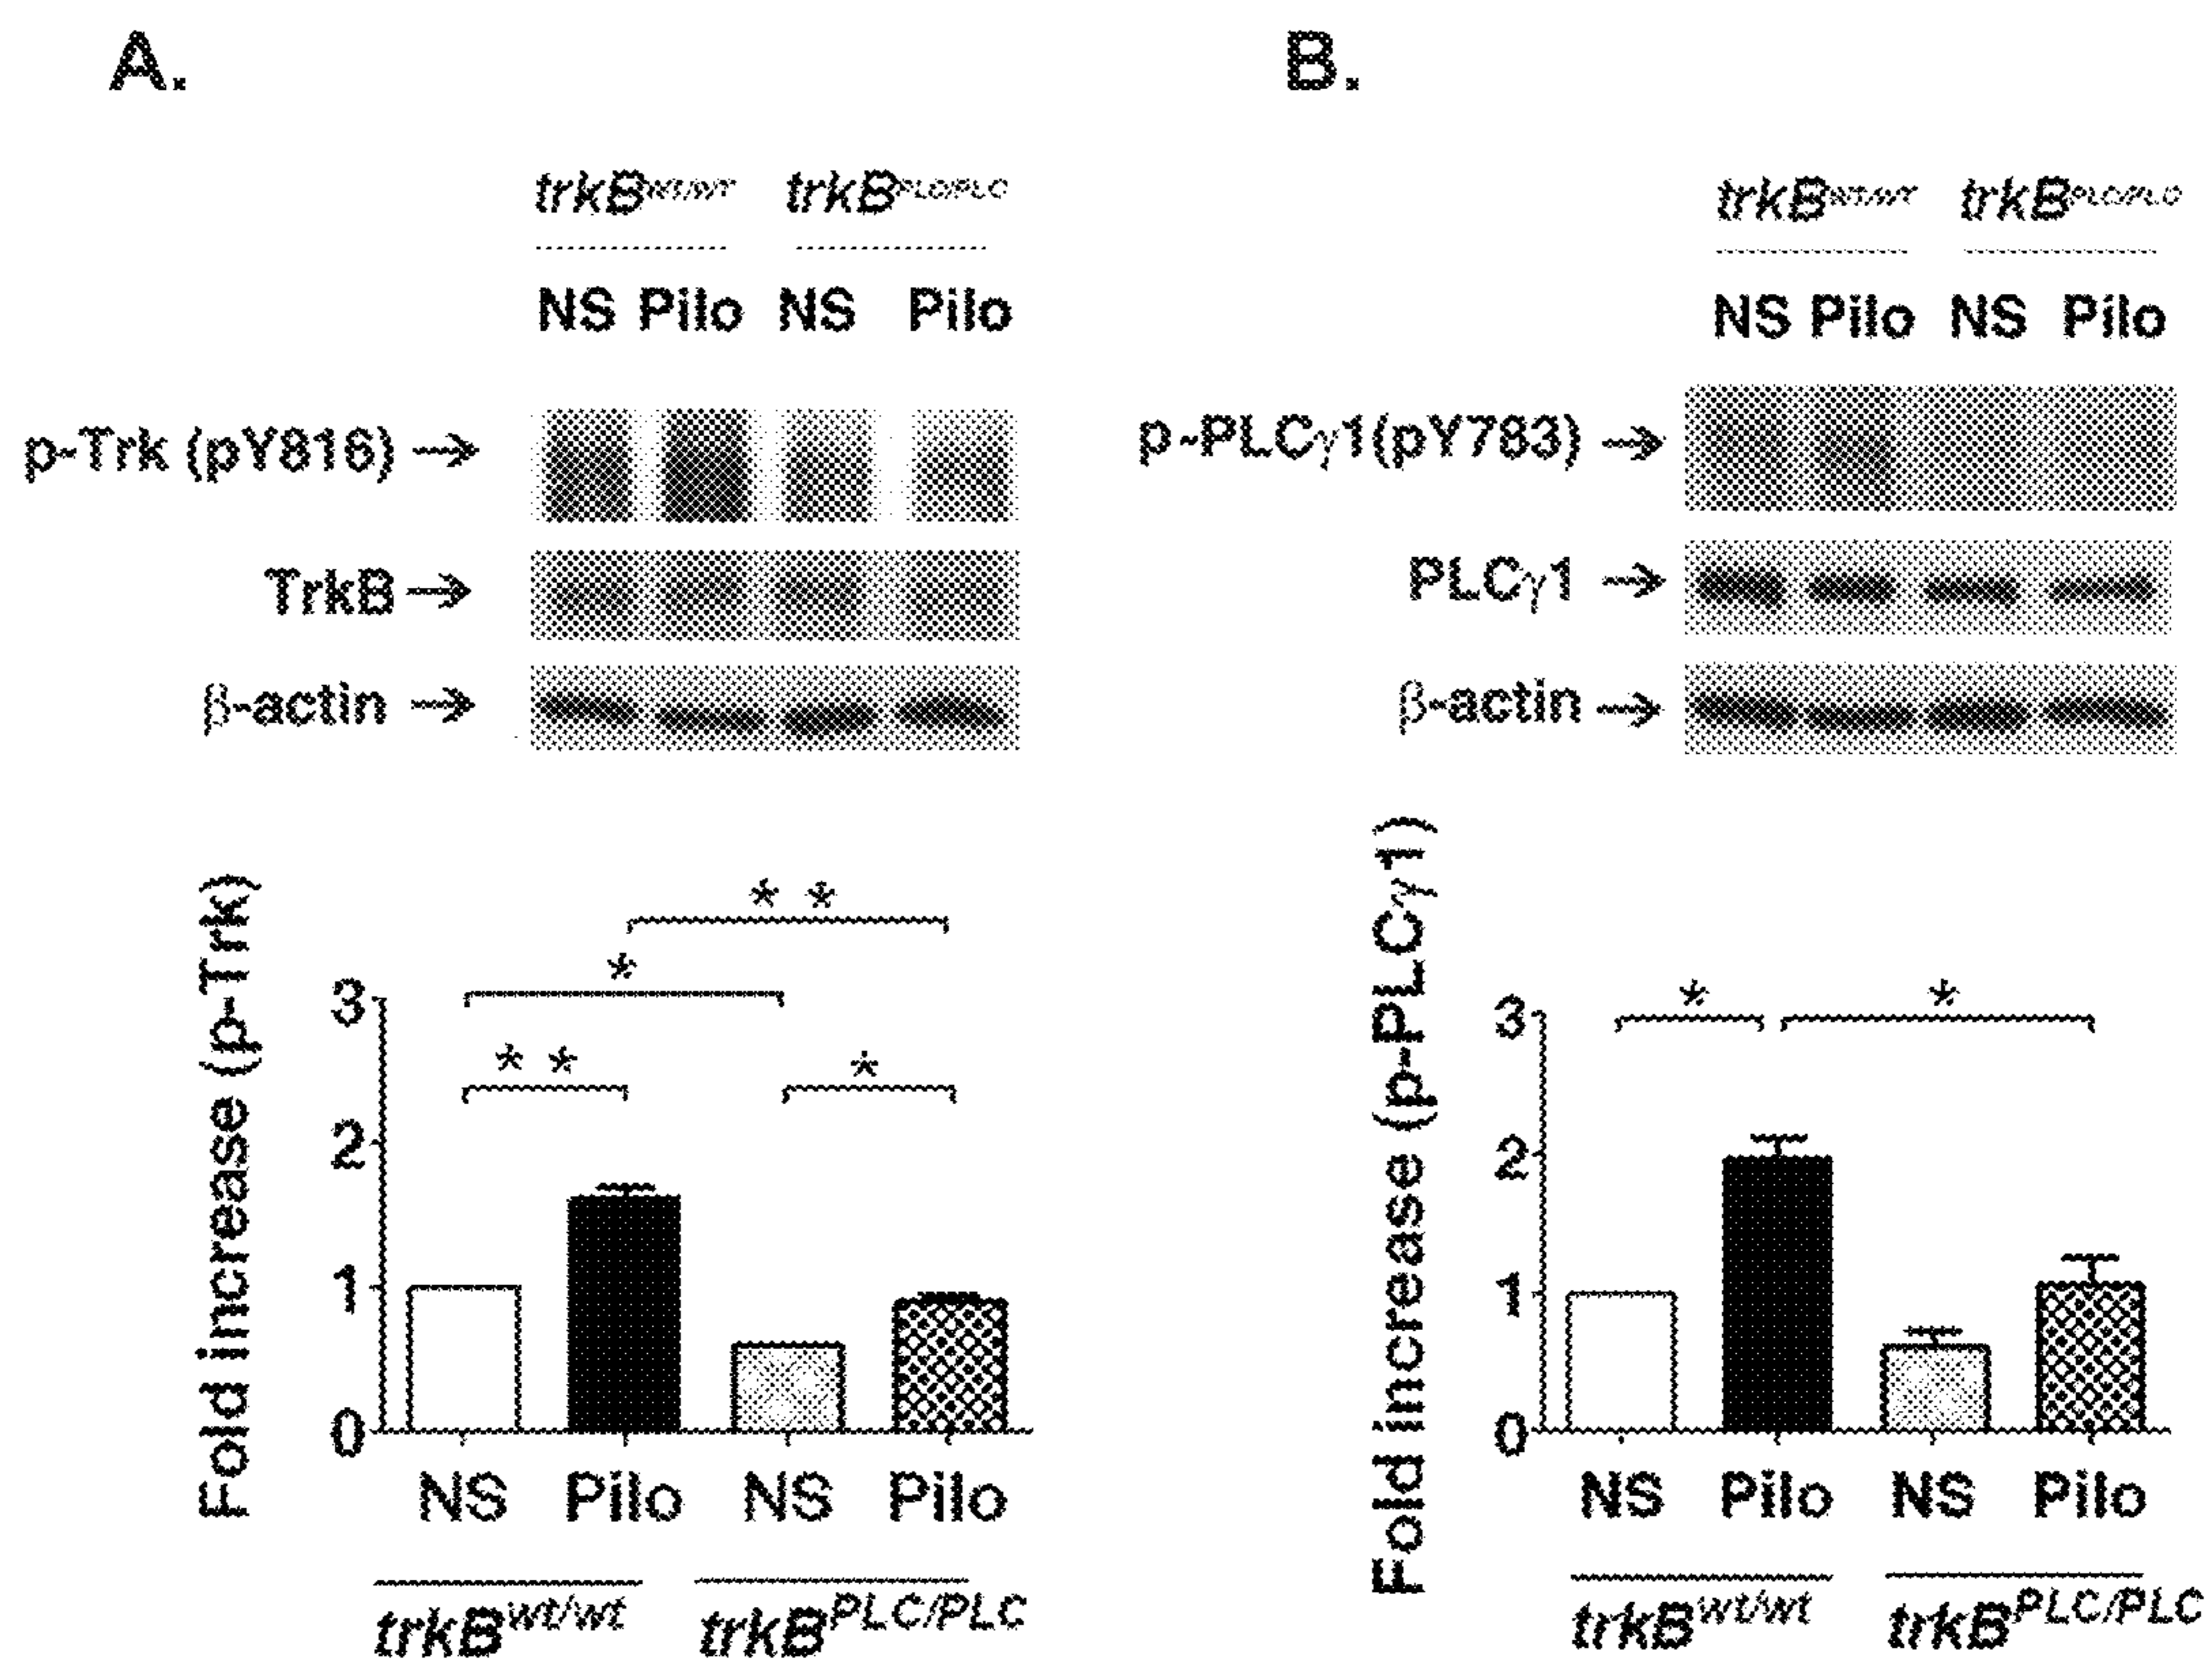 A.
trkB^WT/WT trkB^PLC/PLC
NS Pilo NS Pilo
p-Trk (pY816) →
TrkB →
β-actin →
Fold increase (p-Trk)
* *
*
* * *
3
2
1
0
NS Pilo NS Pilo
trkB^wt/wt trkB^PLC/PLC
B.
trkB^WT/WT trkB^PLC/PLC
NS Pilo NS Pilo
p-PLCγ1(pY783) →
PLCγ1 →
β-actin →
Fold increase (p-PLCγ1)
* *
3
2
1
0
NS Pilo NS Pilo
trkB^wt/wt trkB^PLC/PLC